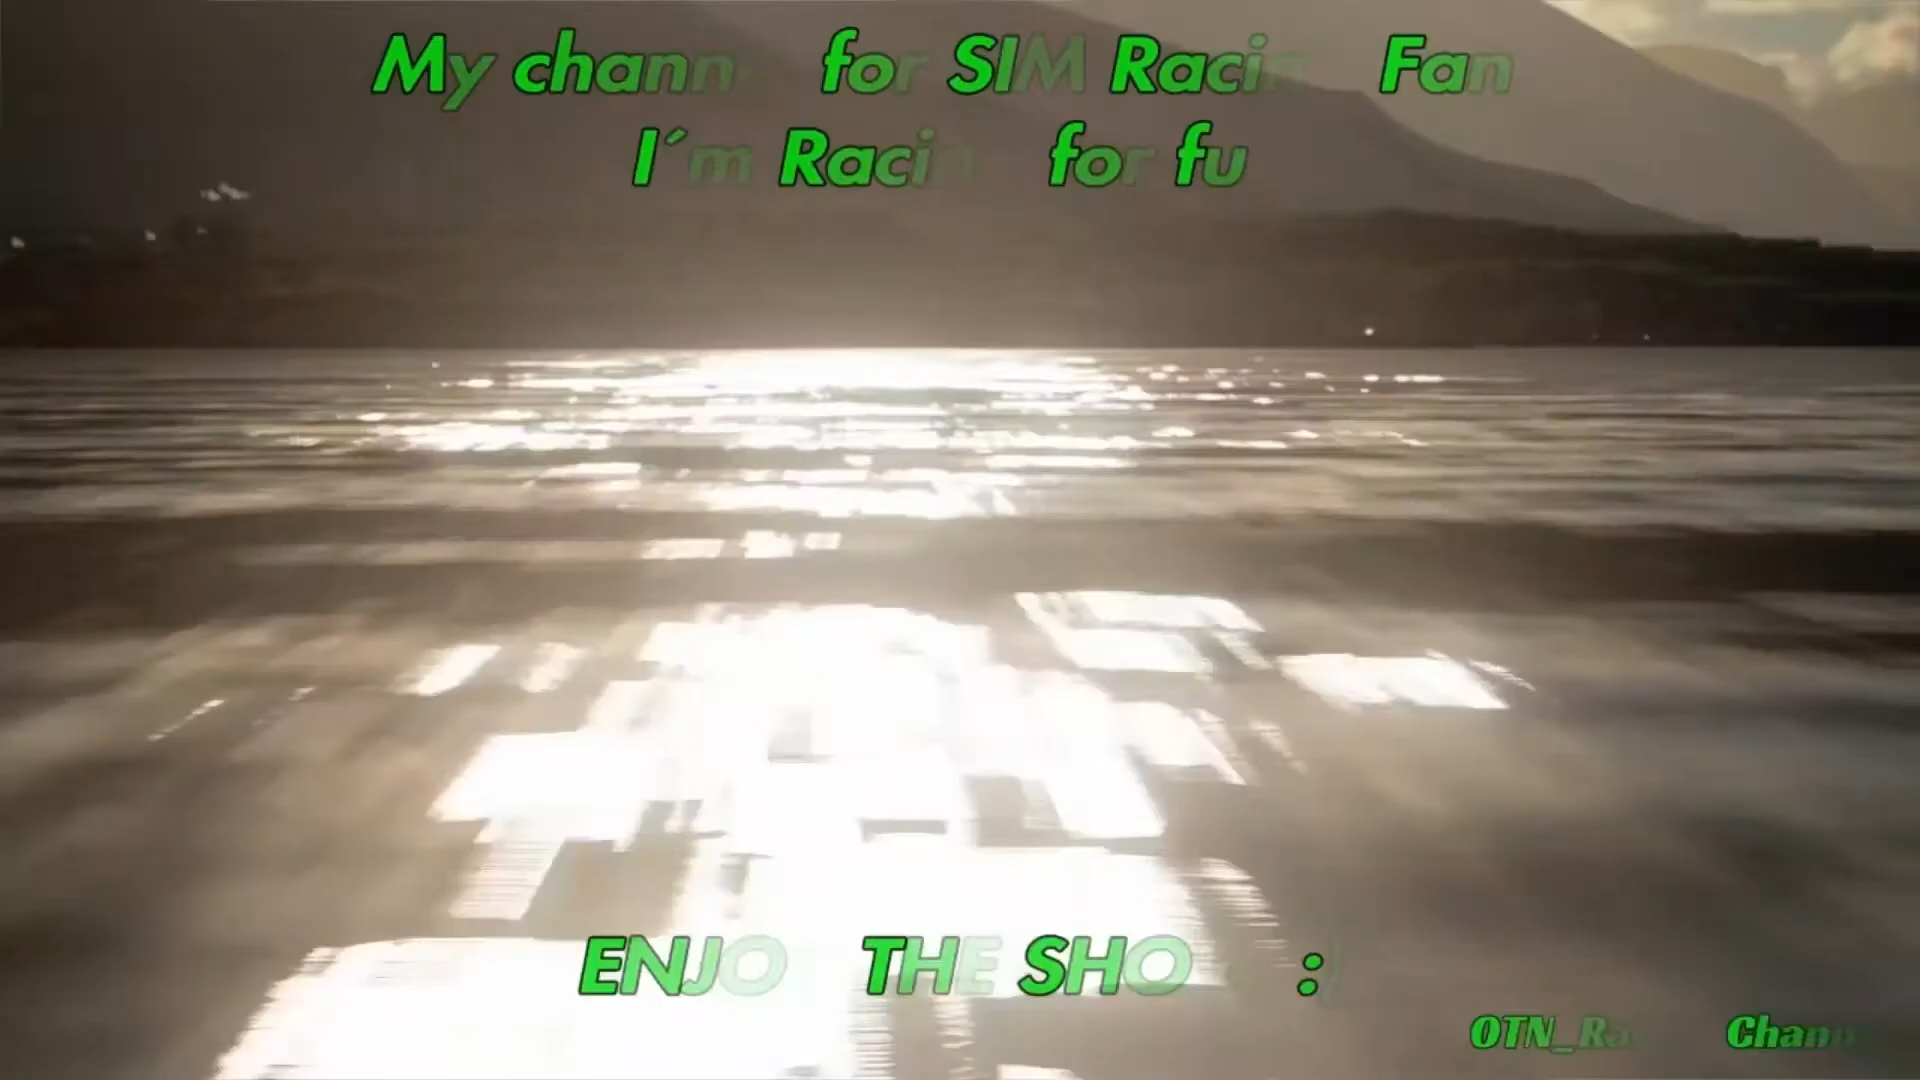 My chann for SIM Racin Fan
I´m Racin for fu
ENJO THE SHO :
OTN_Ra Chann